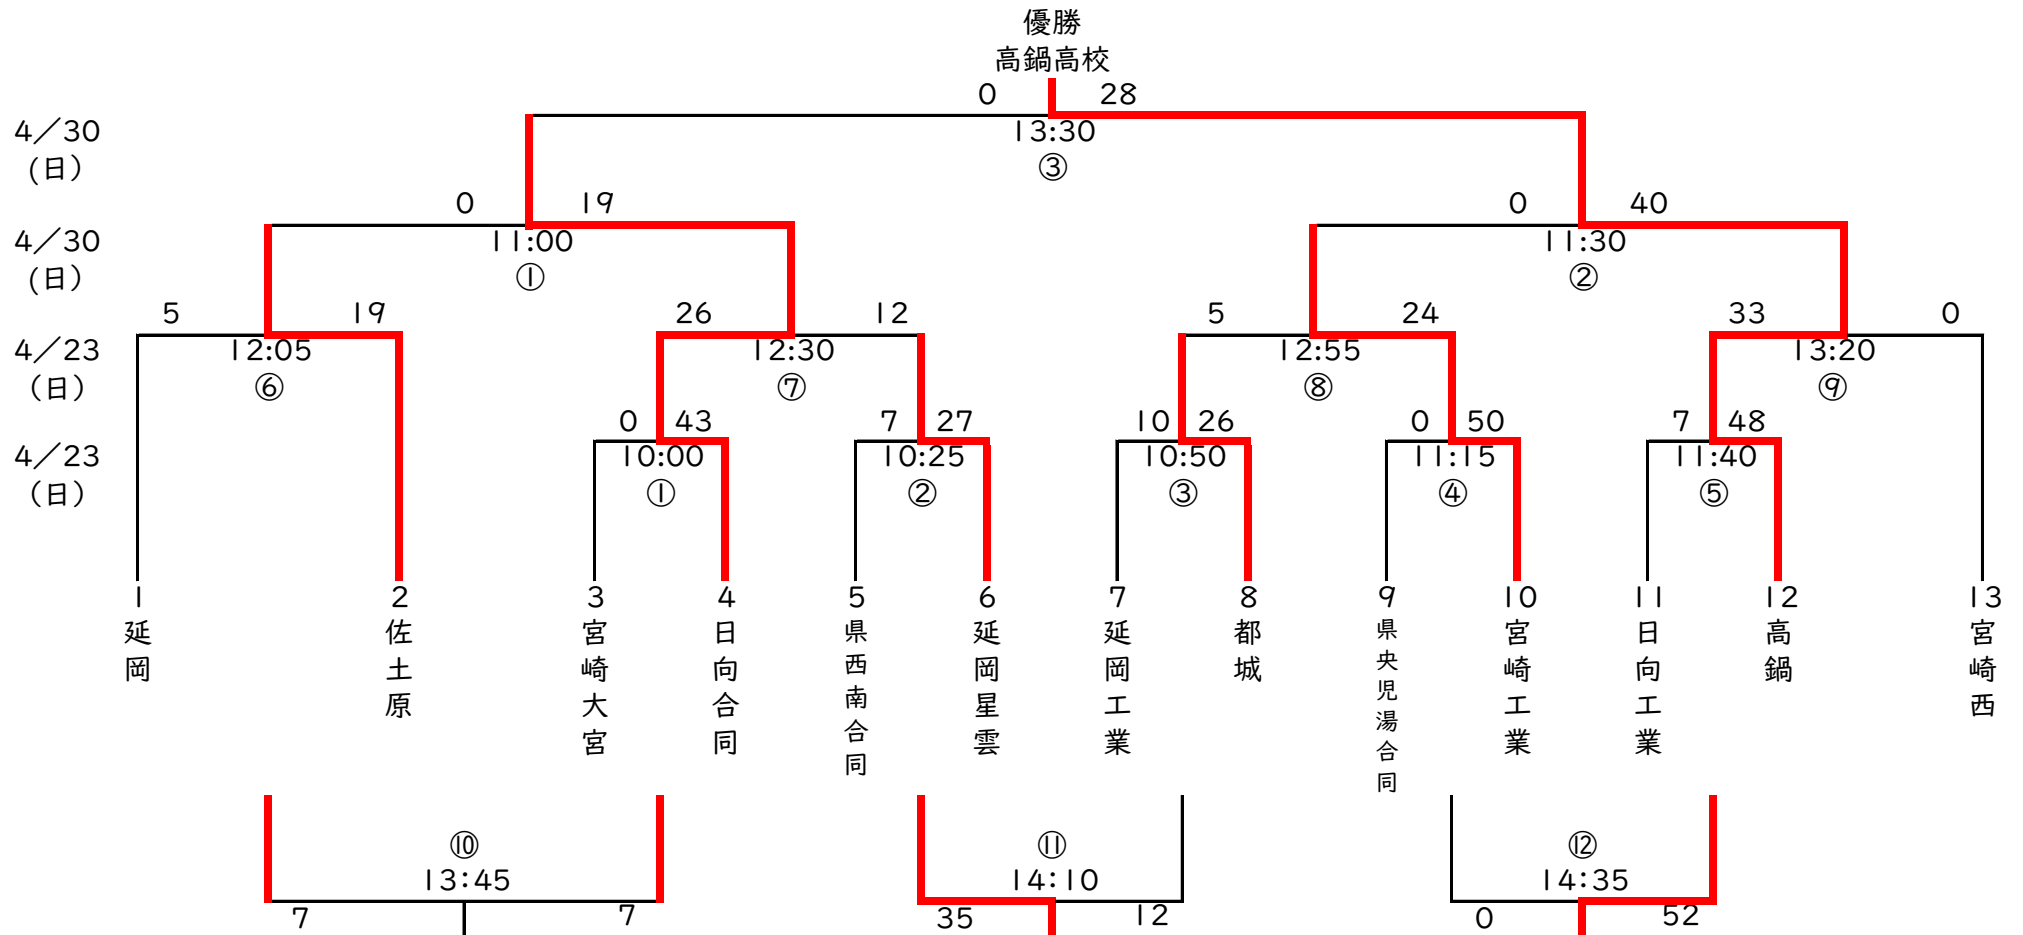 優勝
高鍋高校
0 28
4／30
(日)
13:30
③
0 19 0 40
4／30
(日)
11:00 11:30
① ②
5 19 26 12 5 24 33 0
4／23
(日)
12:05 12:30 12:55 13:20
⑥ ⑦ ⑧ ⑨
0 43 7 27 10 26 0 50 7 48
4／23
(日)
10:00 10:25 10:50 11:15 11:40
① ② ③ ④ ⑤
1 2 3 4 5 6 7 8 9 10 11 12 13
延岡
佐土原
宮崎大宮
日向合同
県西南合同
延岡星雲
延岡工業
都城
県央児湯合同
宮崎工業
日向工業
高鍋
宮崎西
⑩ ⑪ ⑫
13:45 14:10 14:35
7 7 35 12 0 52